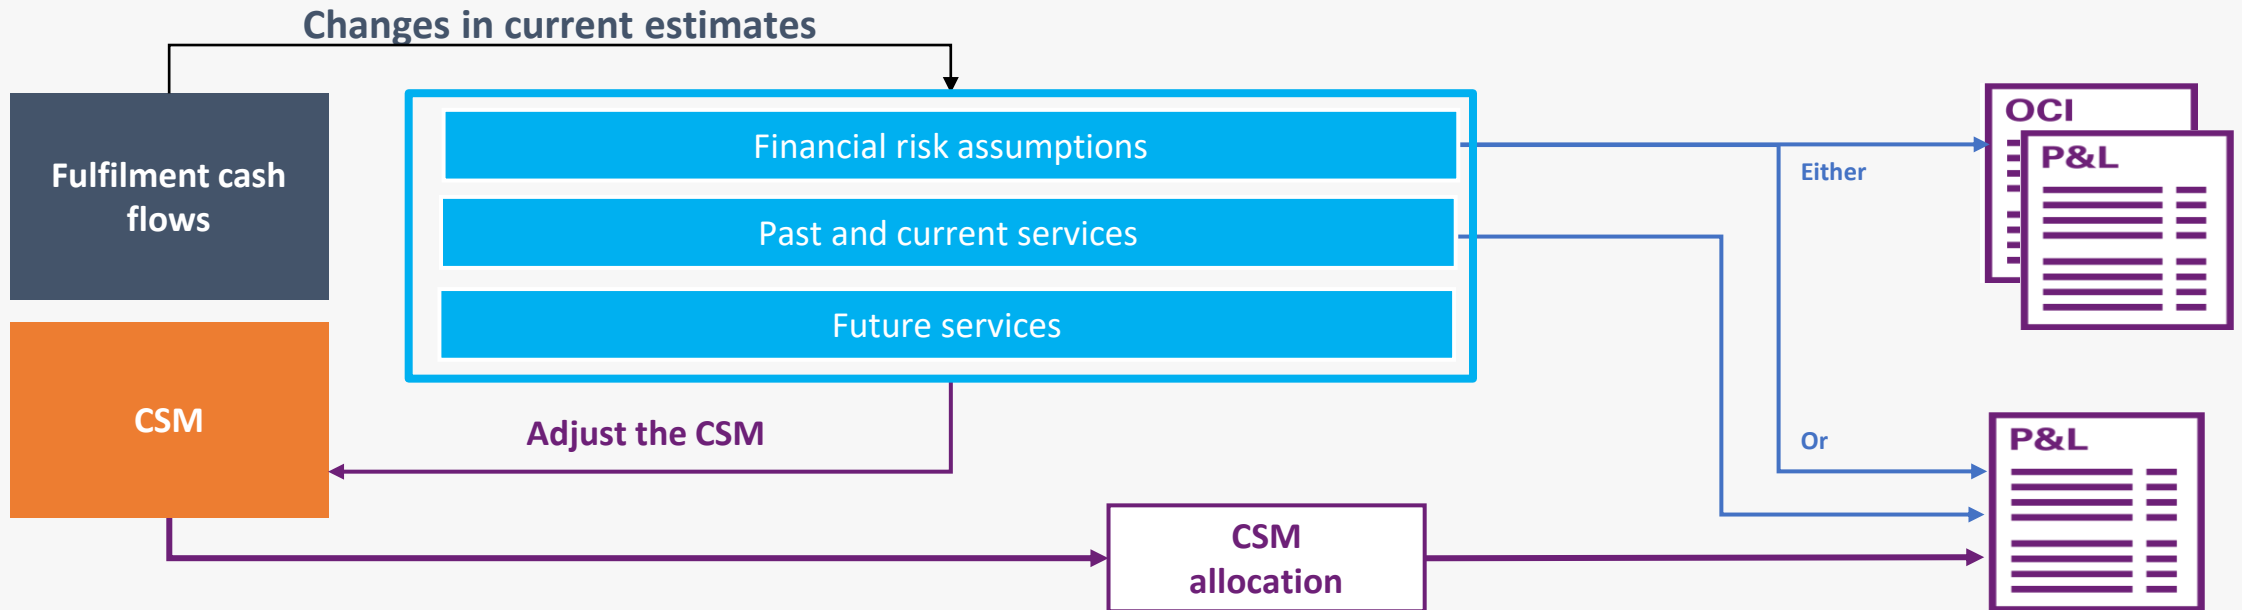 Changes in current estimates
Fulfilment cash
flows
Financial risk assumptions
Past and current services
Future services
Either
OCI
P&L
CSM
Adjust the CSM
Or
P&L
CSM
allocation